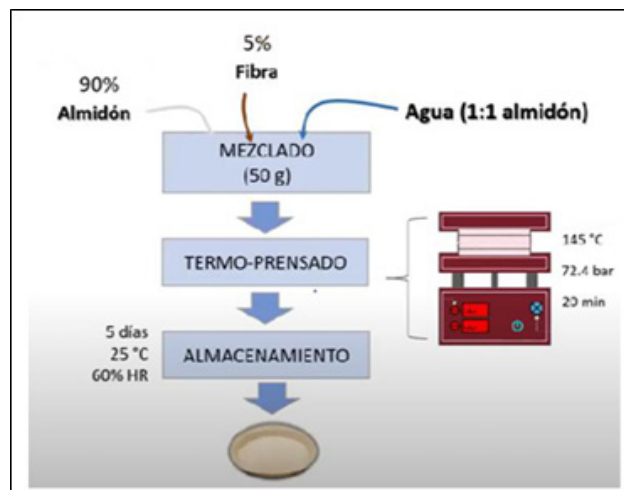 5%
Fibra
90%
Almidón
Agua (1:1 almidón)
MEZCLADO
(50 g)
TERMO-PRENSADO
145 °C
72.4 bar
20 min
5 días
25 °C
60% HR
ALMACENAMIENTO